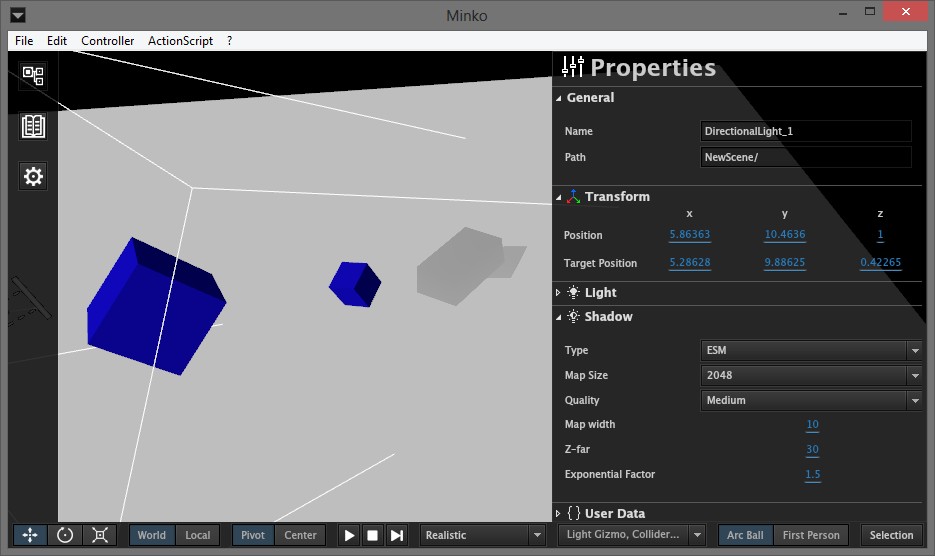 Minko
File Edit Controller ActionScript ?
Properties
General
Name DirectionalLight_1
Path NewScene/
Transform
x y z
Position 5.86363 10.4636 1
Target Position 5.28628 9.88625 0.42265
Light
Shadow
Type ESM
Map Size 2048
Quality Medium
Map width 10
Z-far 30
Exponential Factor 1.5
{ } User Data
World Local Pivot Center Realistic Light Gizmo, Collider... Arc Ball First Person Selection